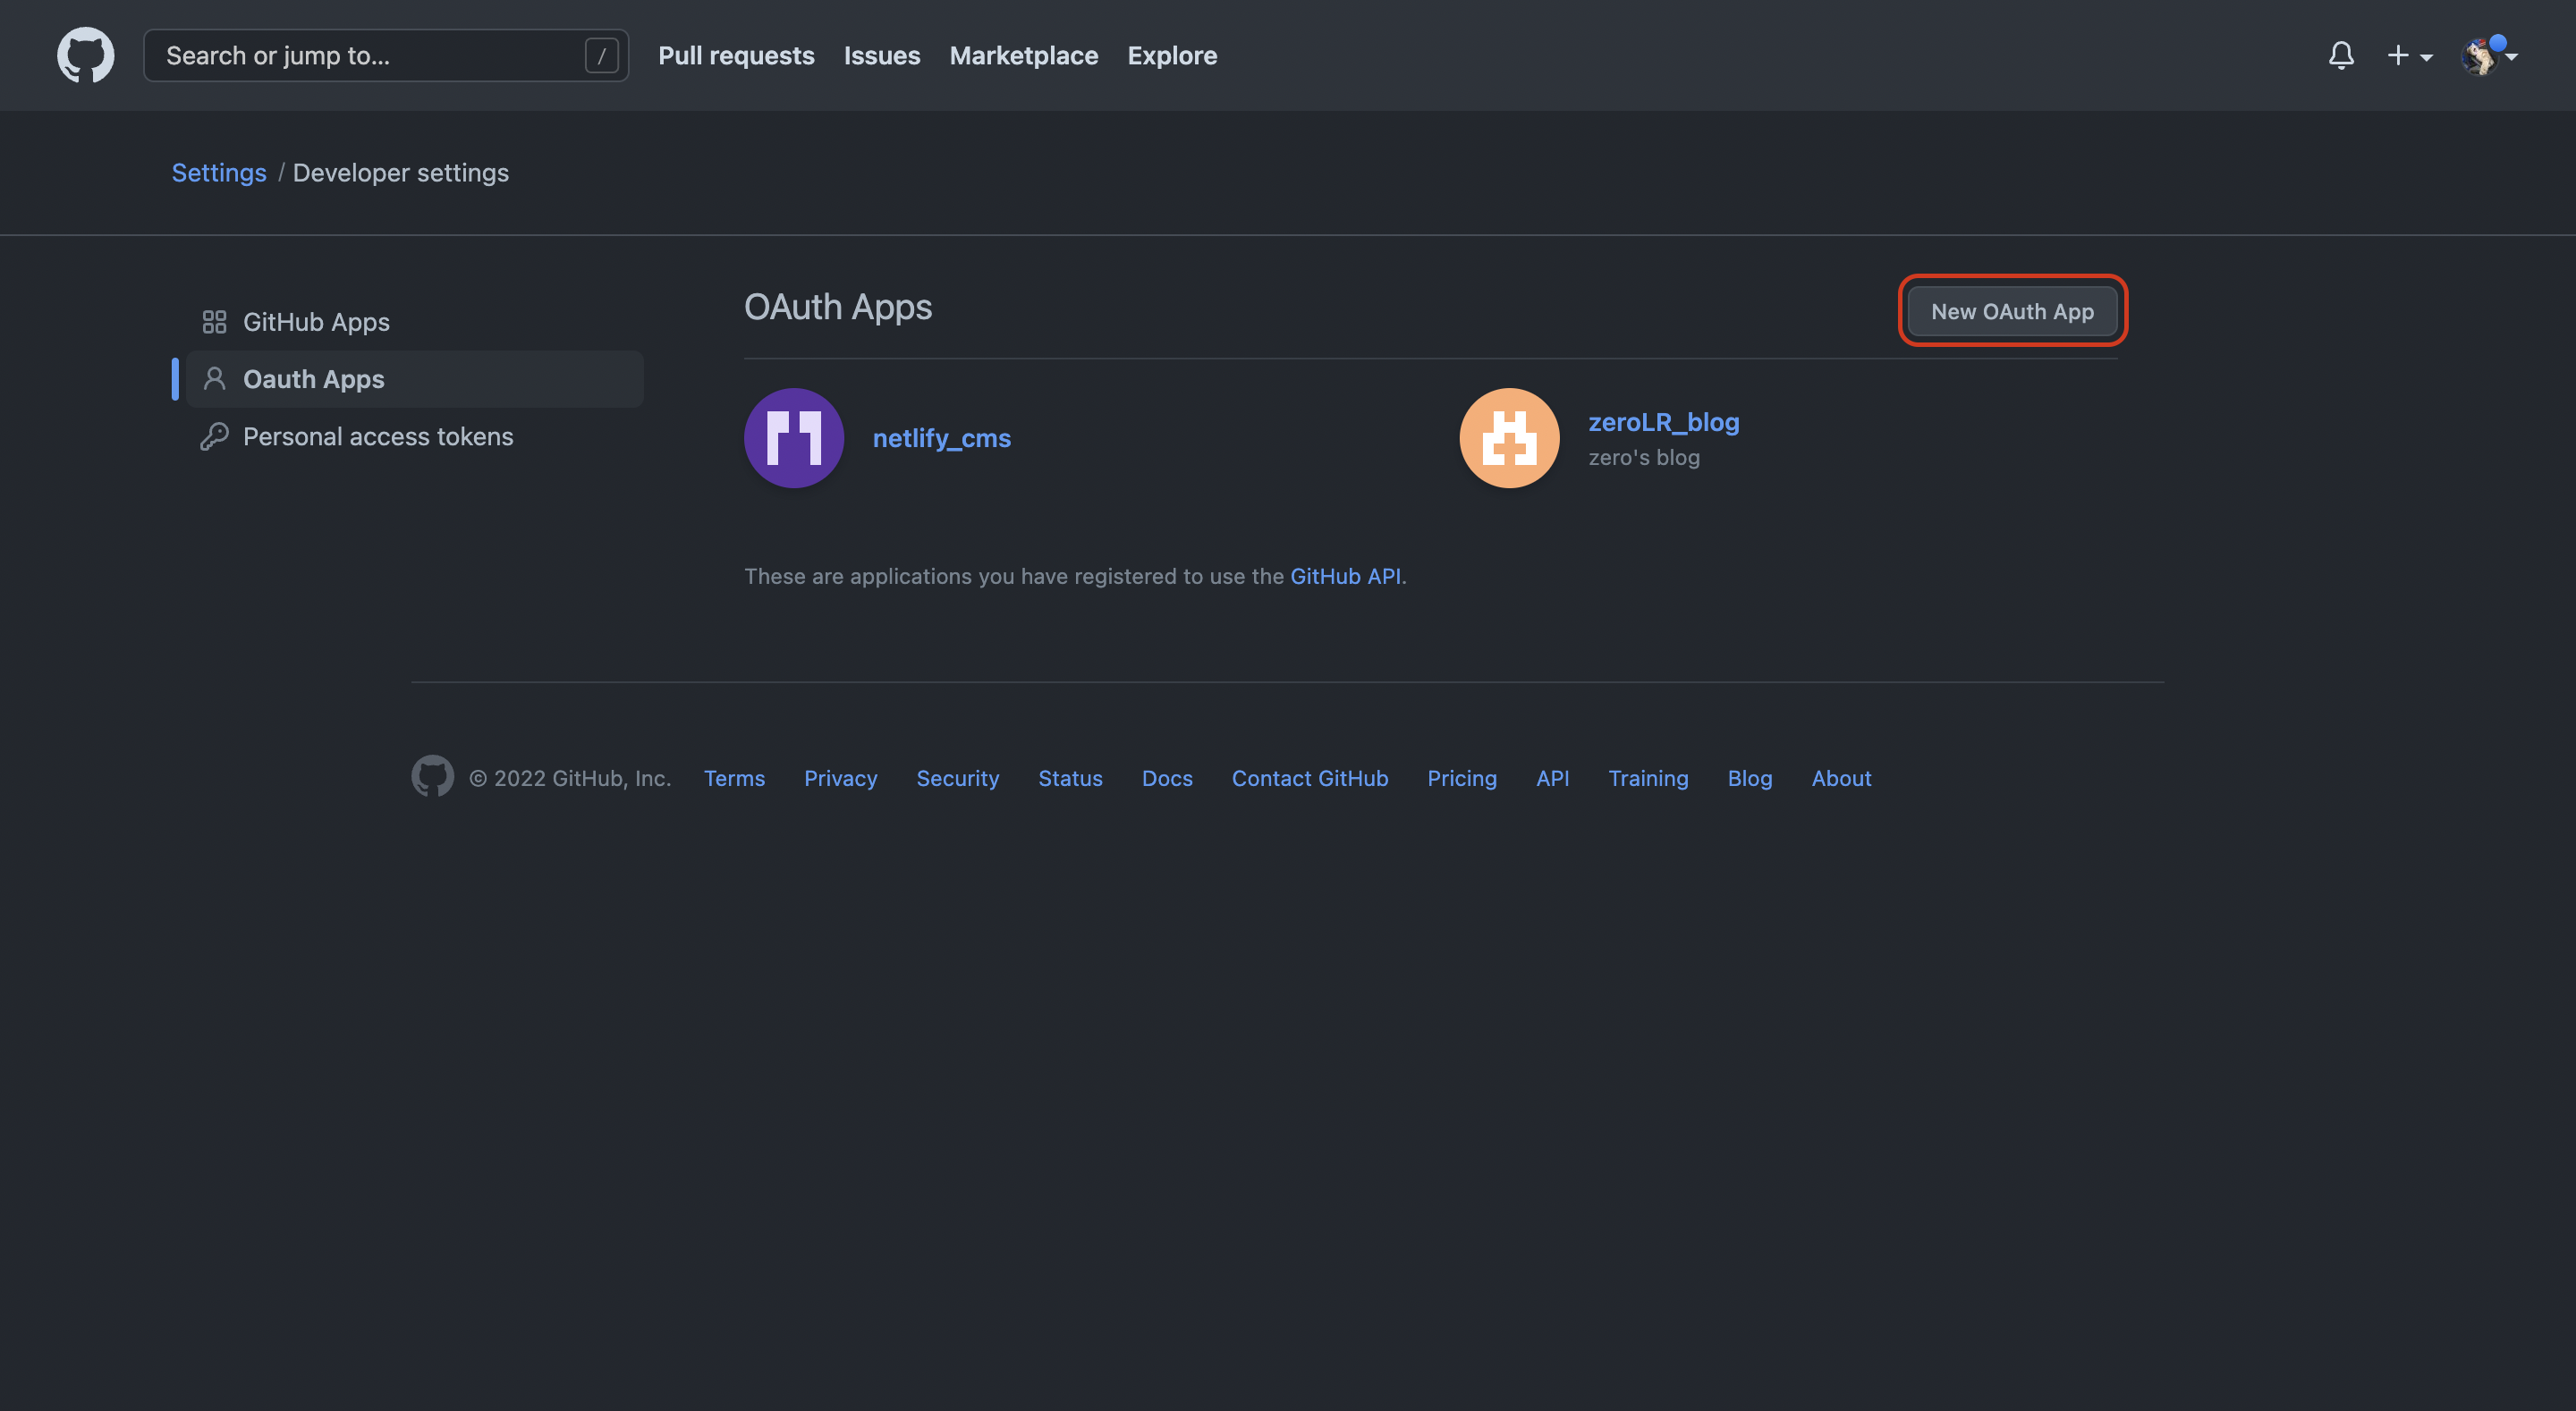 Search or jump to... /
Pull requests Issues Marketplace Explore
Settings / Developer settings
GitHub Apps
Oauth Apps
Personal access tokens
OAuth Apps
New OAuth App
netlify_cms
zeroLR_blog
zero's blog
These are applications you have registered to use the GitHub API.
© 2022 GitHub, Inc. Terms Privacy Security Status Docs Contact GitHub Pricing API Training Blog About